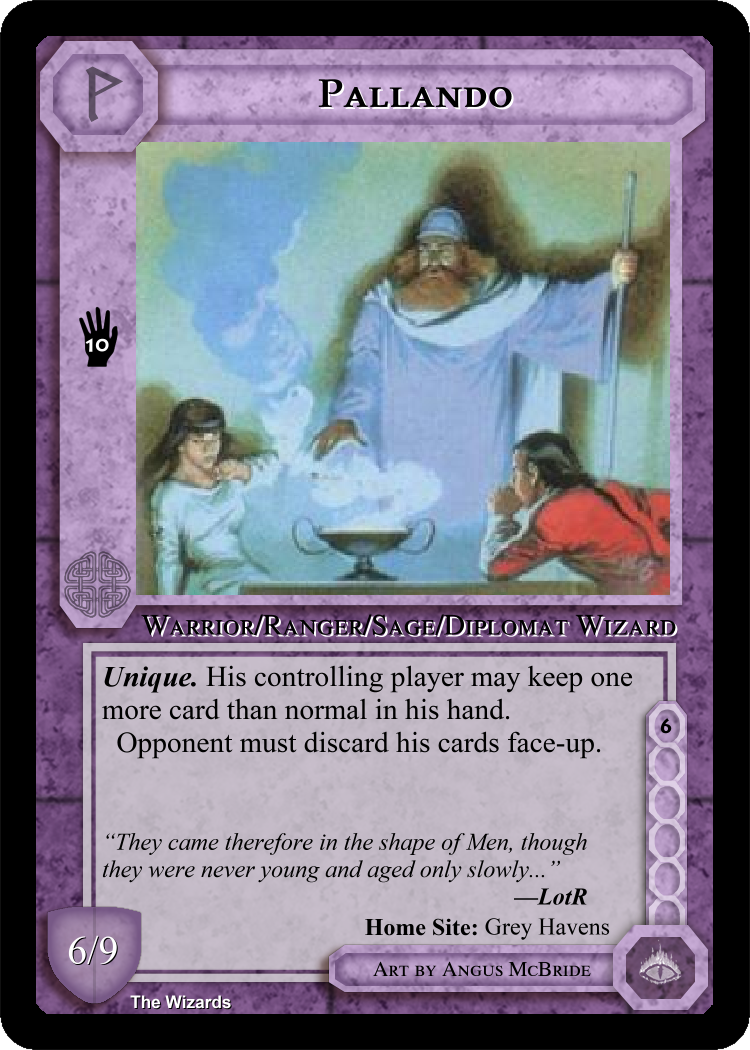 ᚹ
PALLANDO
10
WARRIOR/RANGER/SAGE/DIPLOMAT WIZARD
Unique. His controlling player may keep one
more card than normal in his hand.
Opponent must discard his cards face-up.
6
“They came therefore in the shape of Men, though
they were never young and aged only slowly...”
—LotR
Home Site: Grey Havens
6/9
ART BY ANGUS MCBRIDE
The Wizards